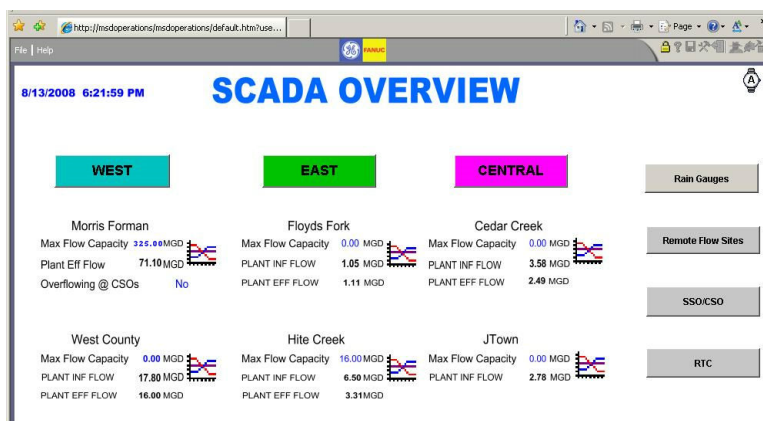 http://msdoperations/msdoperations/default.htm?use...
Page
File | Help
GE FANUC
8/13/2008 6:21:59 PM
SCADA OVERVIEW
A
WEST
EAST
CENTRAL
Rain Gauges
Remote Flow Sites
SSO/CSO
RTC
Morris Forman
Max Flow Capacity 325.00MGD
Plant Eff Flow 71.10 MGD
Overflowing @ CSOs No
Floyds Fork
Max Flow Capacity 0.00 MGD
PLANT INF FLOW 1.05 MGD
PLANT EFF FLOW 1.11 MGD
Cedar Creek
Max Flow Capacity 0.00 MGD
PLANT INF FLOW 3.58 MGD
PLANT EFF FLOW 2.49 MGD
West County
Max Flow Capacity 0.00 MGD
PLANT INF FLOW 17.80 MGD
PLANT EFF FLOW 16.00 MGD
Hite Creek
Max Flow Capacity 16.00 MGD
PLANT INF FLOW 6.50 MGD
PLANT EFF FLOW 3.31MGD
JTown
Max Flow Capacity 0.00 MGD
PLANT INF FLOW 2.78 MGD